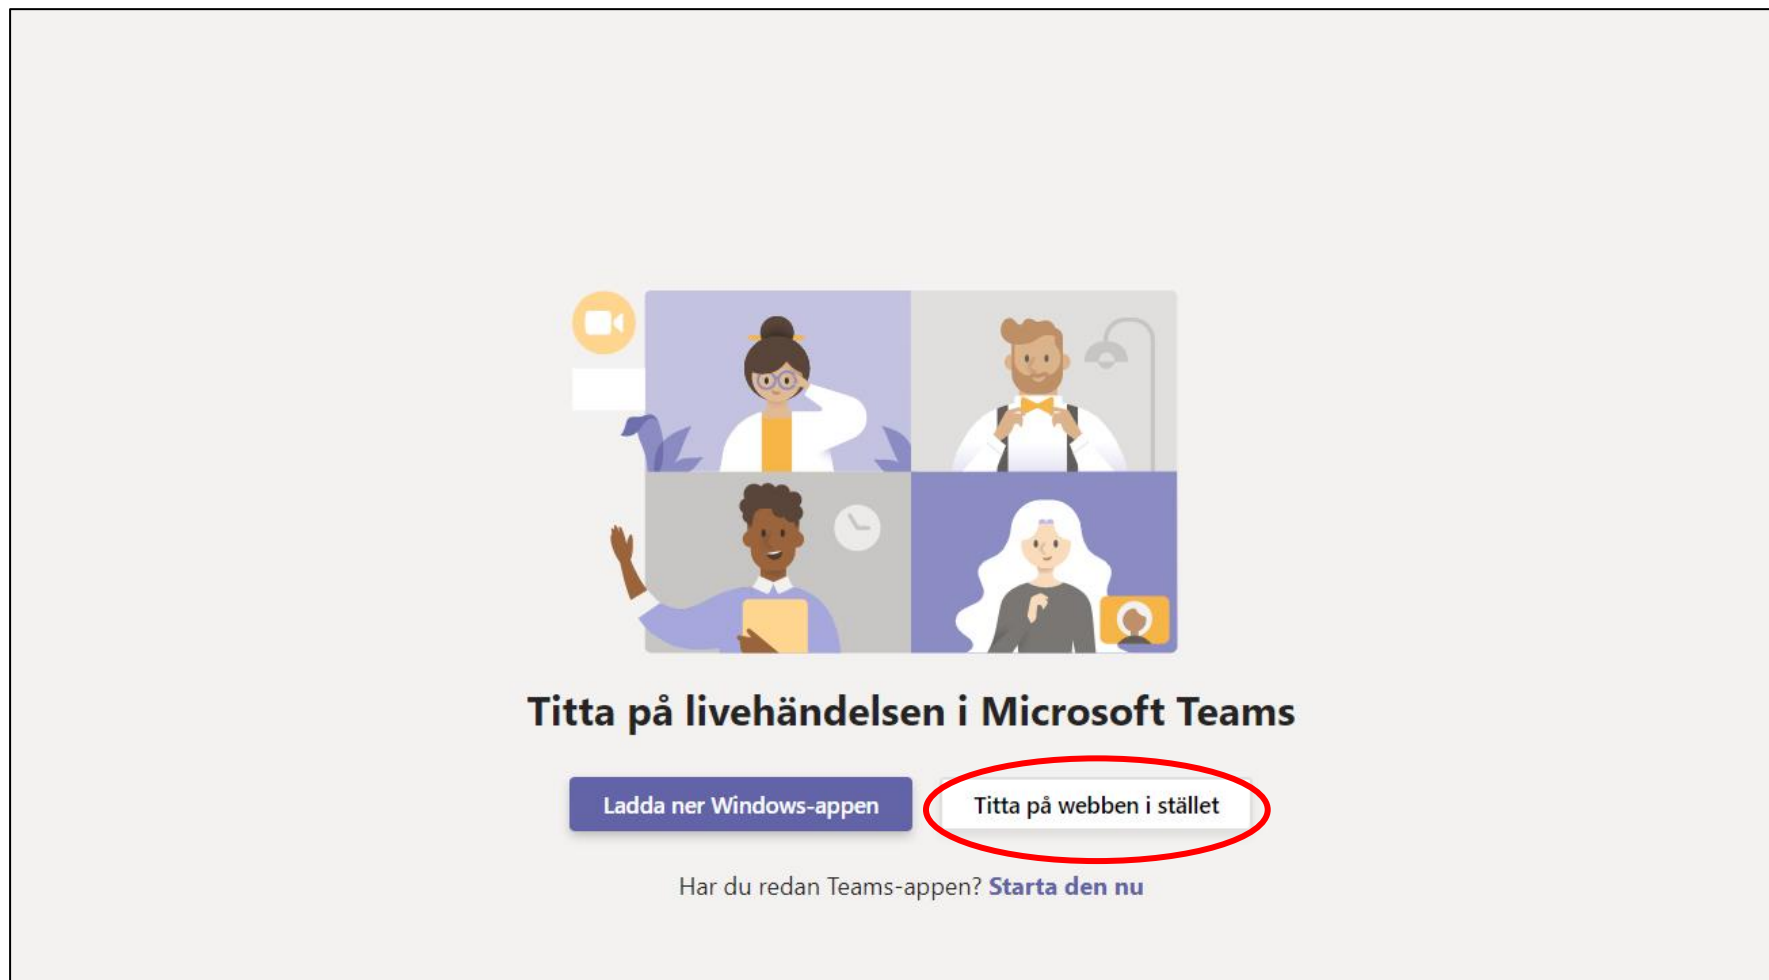 Titta på livehändelsen i Microsoft Teams
Ladda ner Windows-appen
Titta på webben i stället
Har du redan Teams-appen? Starta den nu